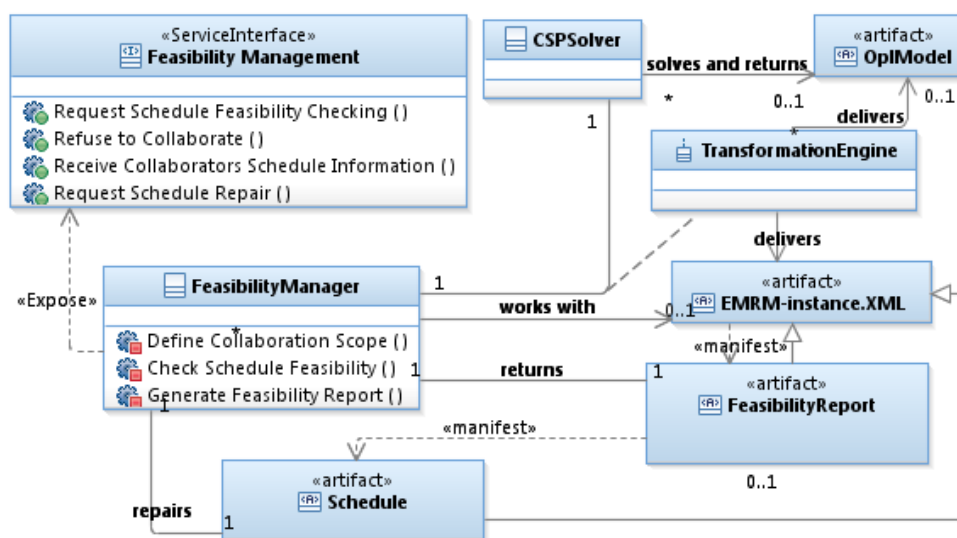 «ServiceInterface»
Feasibility Management
Request Schedule Feasibility Checking ()
Refuse to Collaborate ()
Receive Collaborators Schedule Information ()
Request Schedule Repair ()
CSPSolver
solves and returns
*
0..1
1
«artifact»
OplModel
0..1
delivers
*
TransformationEngine
delivers
«Expose»
FeasibilityManager
*
Define Collaboration Scope ()
Check Schedule Feasibility ()
Generate Feasibility Report ()
1
works with
0..1
«artifact»
EMRM-instance.XML
«manifest»
1
returns
1
«artifact»
FeasibilityReport
0..1
«manifest»
1
repairs
1
«artifact»
Schedule